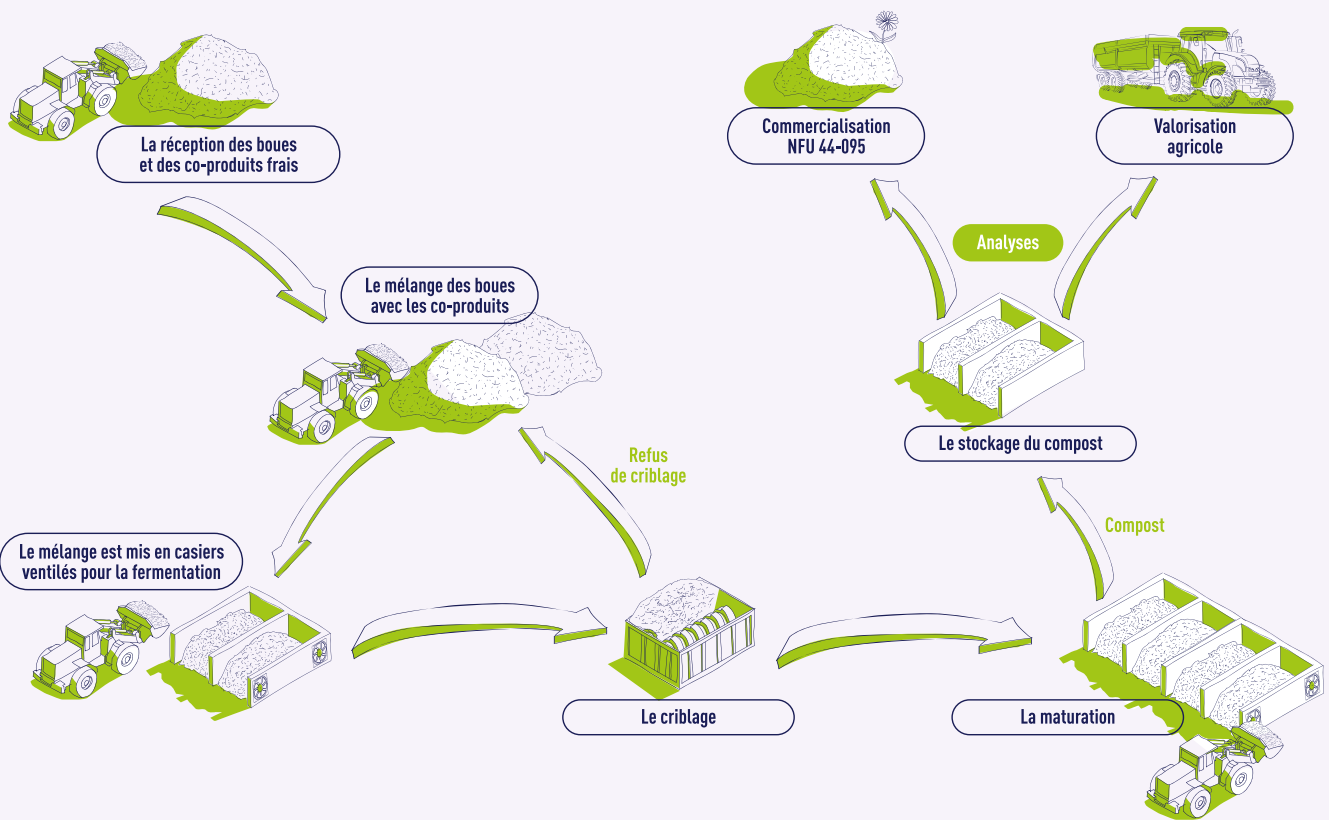 La réception des boues
et des co-produits frais
Le mélange des boues
avec les co-produits
Le mélange est mis en casiers
ventilés pour la fermentation
Refus
de criblage
Le criblage
La maturation
Compost
Le stockage du compost
Analyses
Commercialisation
NFU 44-095
Valorisation
agricole